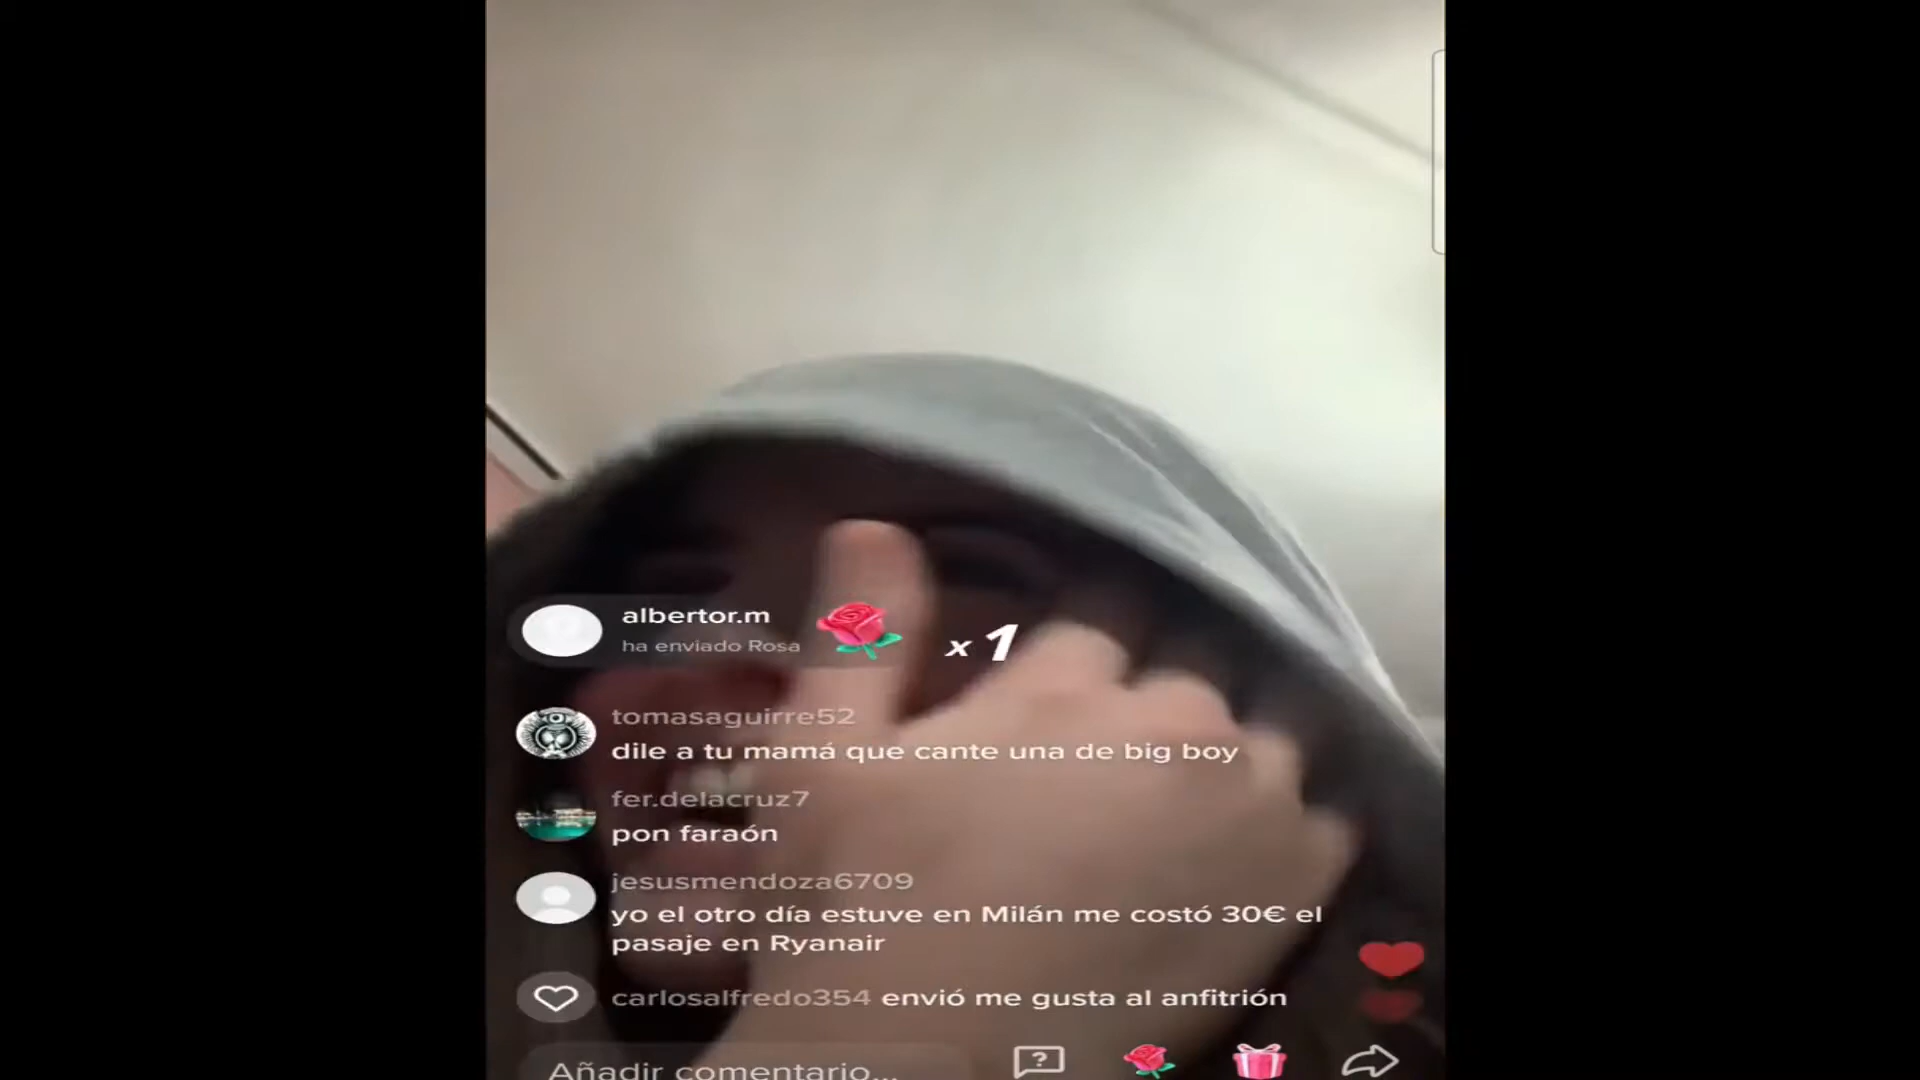 albertor.m
ha enviado Rosa
x 1
tomasaguirre52
dile a tu mamá que cante una de big boy
fer.delacruz7
pon faraón
jesusmendoza6709
yo el otro día estuve en Milán me costó 30€ el
pasaje en Ryanair
carlosalfredo354 envió me gusta al anfitrión
Añadir comentario...
?